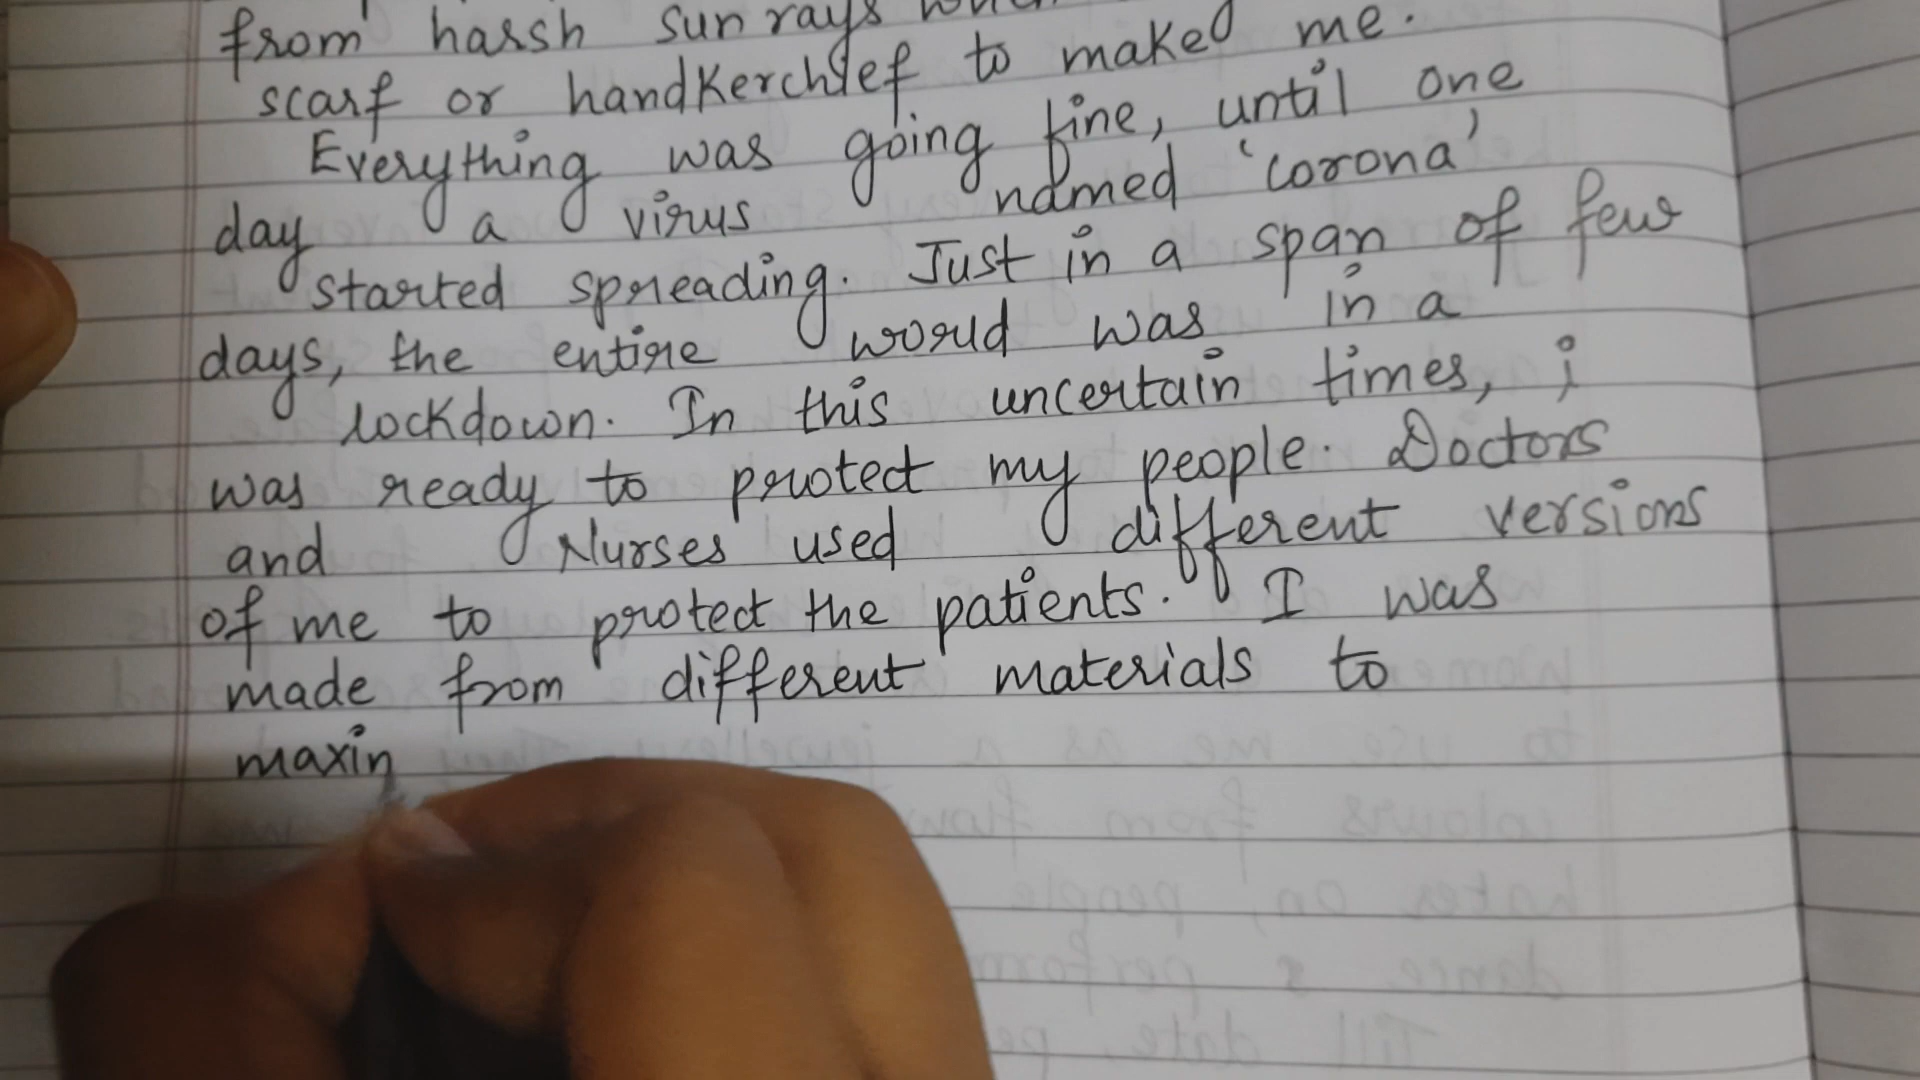 from harsh sun rays
scarf or handkerchief to maked me.
Everything was going fine, until one
day a virus named 'corona'
started spreading. Just in a span of few
days, the entire world was in a
lockdown. In this uncertain times, i
was ready to protect my people. Doctors
and Nurses used different versions
of me to protect the patients. I was
made from different materials to
maxin